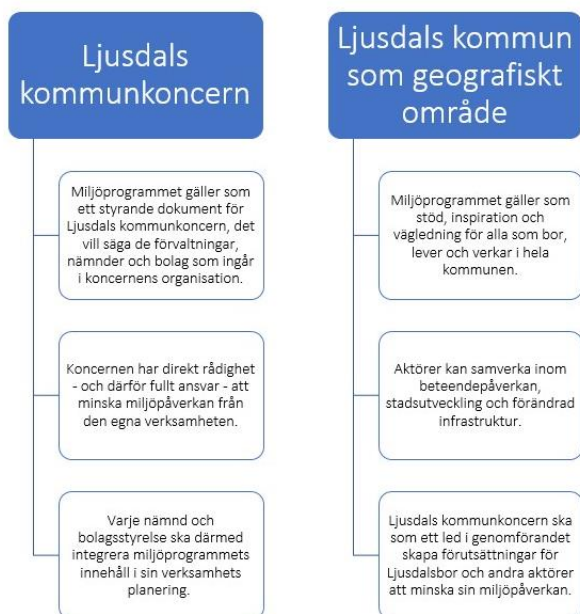 Ljusdals
kommunkoncern
Miljöprogrammet gäller som
ett styrande dokument för
Ljusdals kommunkoncern, det
vill säga de förvaltningar,
nämnder och bolag som ingår
i koncernens organisation.
Koncernen har direkt rådighet
- och därför fullt ansvar - att
minska miljöpåverkan från
den egna verksamheten.
Varje nämnd och
bolagsstyrelse ska därmed
integrera miljöprogrammets
innehåll i sin verksamhets
planering.
Ljusdals kommun
som geografiskt
område
Miljöprogrammet gäller som
stöd, inspiration och
vägledning för alla som bor,
lever och verkar i hela
kommunen.
Aktörer kan samverka inom
beteendepåverkan,
stadsutveckling och förändrad
infrastruktur.
Ljusdals kommunkoncern ska
som ett led i genomförandet
skapa förutsättningar för
Ljusdalsbor och andra aktörer
att minska sin miljöpåverkan.